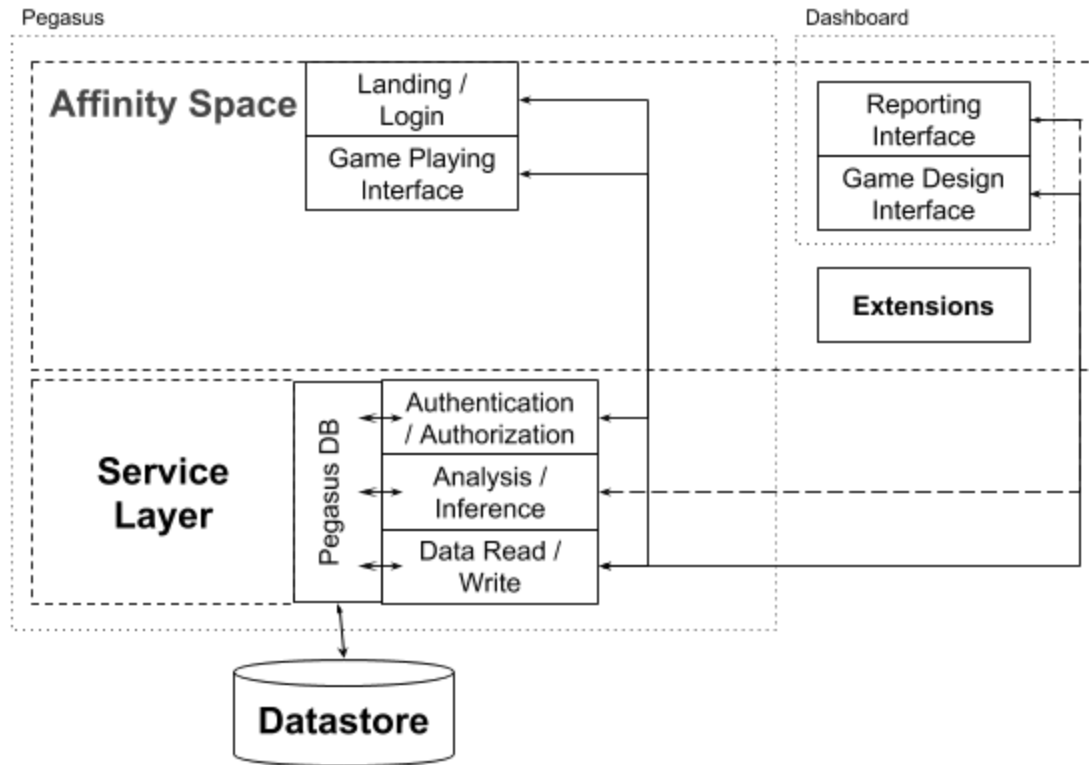 Pegasus
Dashboard
Affinity Space
Landing /
Login
Game Playing
Interface
Reporting
Interface
Game Design
Interface
Extensions
Service
Layer
Pegasus DB
Authentication
/ Authorization
Analysis /
Inference
Data Read /
Write
Datastore